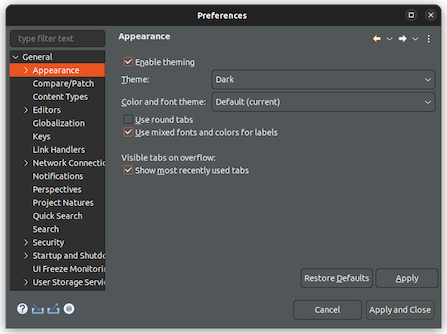 Preferences
type filter text
Appearance
General
Appearance
Compare/Patch
Content Types
Editors
Globalization
Keys
Link Handlers
Network Connectio
Notifications
Perspectives
Project Natures
Quick Search
Search
Security
Startup and Shutdo
UI Freeze Monitorin
User Storage Servic
Enable theming
Theme: Dark
Color and font theme: Default (current)
Use round tabs
Use mixed fonts and colors for labels
Visible tabs on overflow:
Show most recently used tabs
Restore Defaults Apply
Cancel Apply and Close